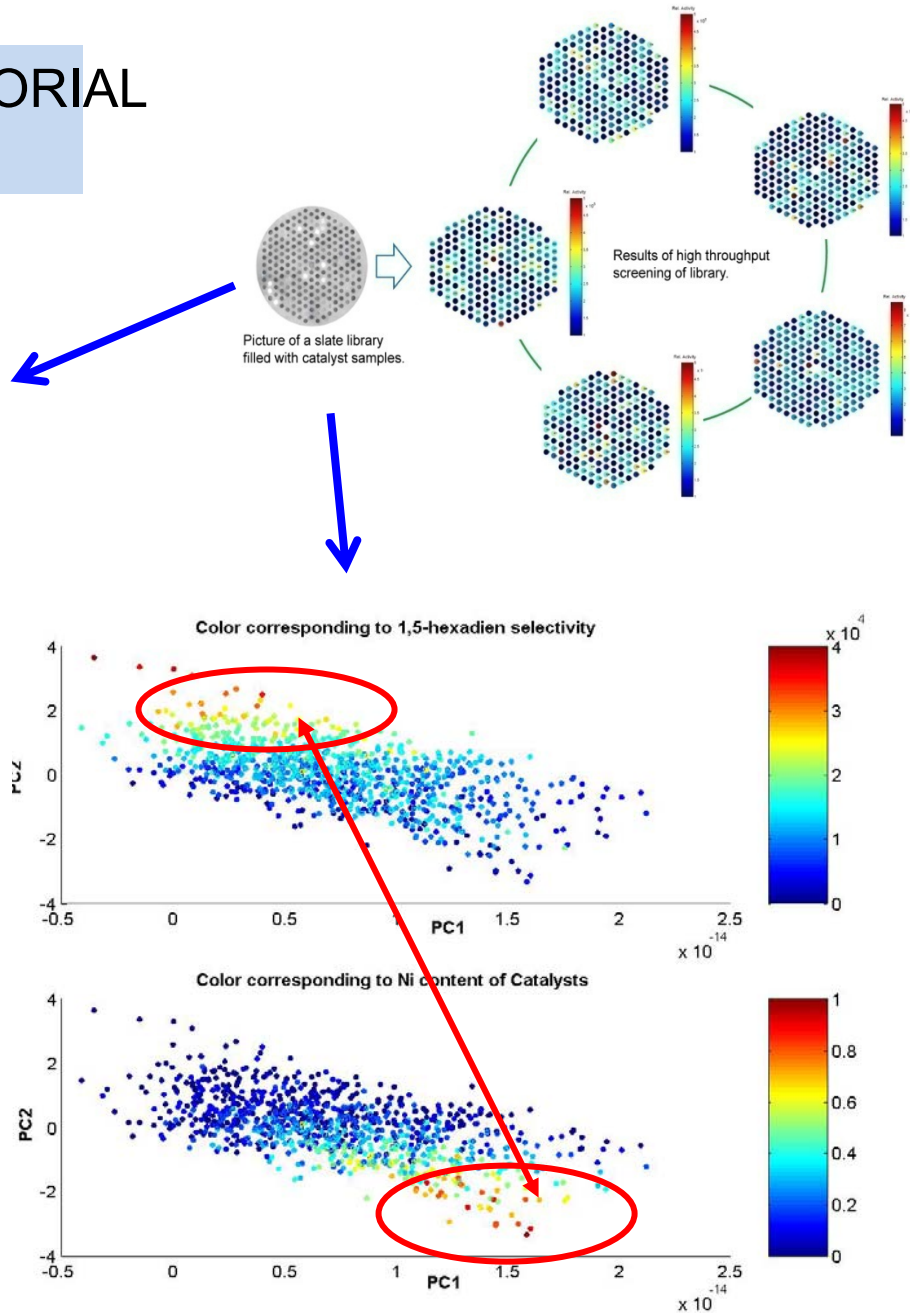 ORIAL
Picture of a slate library
filled with catalyst samples.
Results of high throughput
screening of library.
Color corresponding to 1,5-hexadien selectivity
x 10
4
4
2
0
-2
-4
PC2
-0.5 0 0.5 1 1.5 2 2.5
PC1
x 10
-14
4
3
2
1
0
Color corresponding to Ni content of Catalysts
4
2
0
-2
-4
PC2
-0.5 0 0.5 1 1.5 2 2.5
PC1
x 10
-14
1
0.8
0.6
0.4
0.2
0